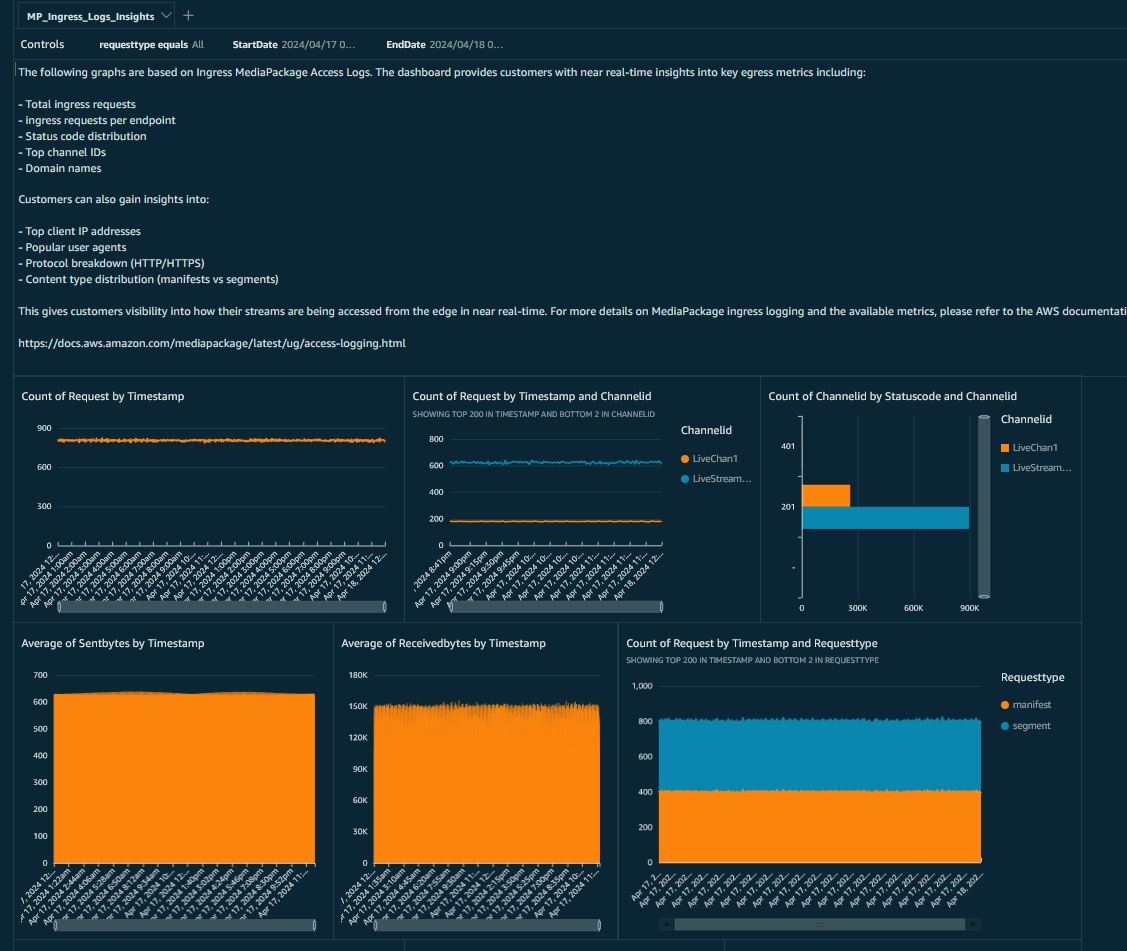 MP_Ingress_Logs_Insights
Controls
requesttype equals All
StartDate 2024/04/17 0...
EndDate 2024/04/18 0...
The following graphs are based on Ingress MediaPackage Access Logs. The dashboard provides customers with near real-time insights into key egress metrics including:
- Total ingress requests
- ingress requests per endpoint
- Status code distribution
- Top channel IDs
- Domain names
Customers can also gain insights into:
- Top client IP addresses
- Popular user agents
- Protocol breakdown (HTTP/HTTPS)
- Content type distribution (manifests vs segments)
This gives customers visibility into how their streams are being accessed from the edge in near real-time. For more details on MediaPackage ingress logging and the available metrics, please refer to the AWS documentati
https://docs.aws.amazon.com/mediapackage/latest/ug/access-logging.html
Count of Request by Timestamp
900
600
300
0
Count of Request by Timestamp and Channelid
SHOWING TOP 200 IN TIMESTAMP AND BOTTOM 2 IN CHANNELID
800
600
400
200
0
Channelid
LiveChan1
LiveStream...
Count of Channelid by Statuscode and Channelid
401
201
-
0
300K
600K
900K
Channelid
LiveChan1
LiveStream...
Average of Sentbytes by Timestamp
700
600
500
400
300
200
100
0
Average of Receivedbytes by Timestamp
180K
150K
120K
90K
60K
30K
0
Count of Request by Timestamp and Requesttype
SHOWING TOP 200 IN TIMESTAMP AND BOTTOM 2 IN REQUESTTYPE
1,000
800
600
400
200
0
Requesttype
manifest
segment